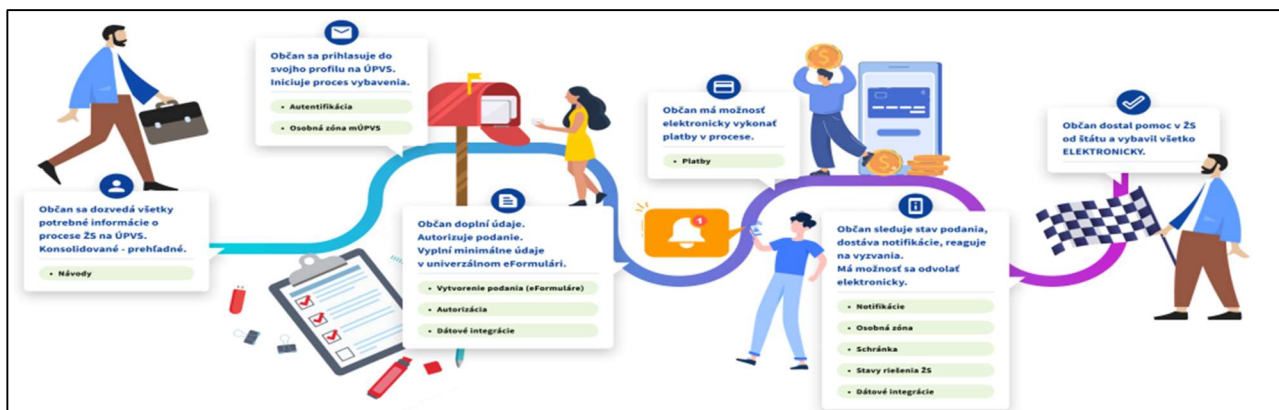 Občan sa dozvedá všetky
potrebné informácie o
procese ŽS na ÚPVS.
Konsolidované - prehľadné.
• Návody
Občan sa prihlasuje do
svojho profilu na ÚPVS.
Iniciuje proces vybavenia.
• Autentifikácia
• Osobná zóna mÚPVS
Občan doplní údaje.
Autorizuje podanie.
Vyplní minimálne údaje
v univerzálnom eFormulári.
• Vytvorenie podania (eFormuláre)
• Autorizácia
• Dátové integrácie
1
Občan má možnosť
elektronicky vykonať
platby v procese.
• Platby
Občan sleduje stav podania,
dostáva notifikácie, reaguje
na vyzvania.
Má možnosť sa odvolať
elektronicky.
• Notifikácie
• Osobná zóna
• Schránka
• Stavy riešenia ŽS
• Dátové integrácie
Občan dostal pomoc v ŽS
od štátu a vybavil všetko
ELEKTRONICKY.